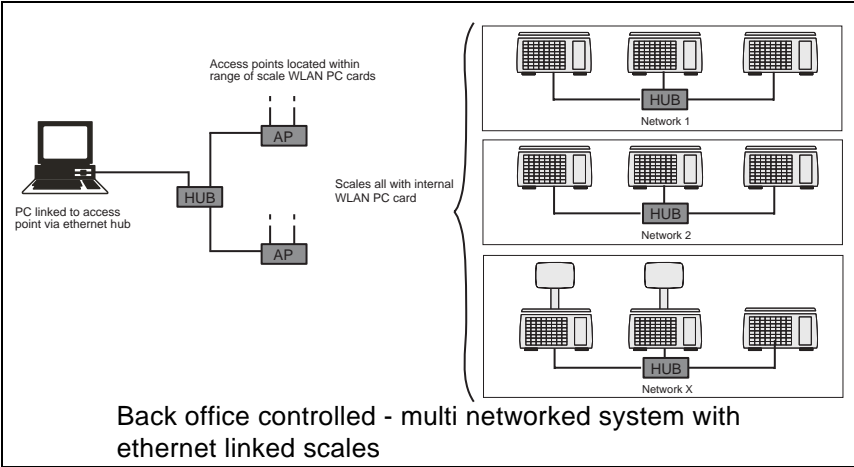 Access points located within
range of scale WLAN PC cards
AP
HUB
PC linked to access
point via ethernet hub
AP
Scales all with internal
WLAN PC card
HUB
Network 1
HUB
Network 2
HUB
Network X
Back office controlled - multi networked system with
ethernet linked scales